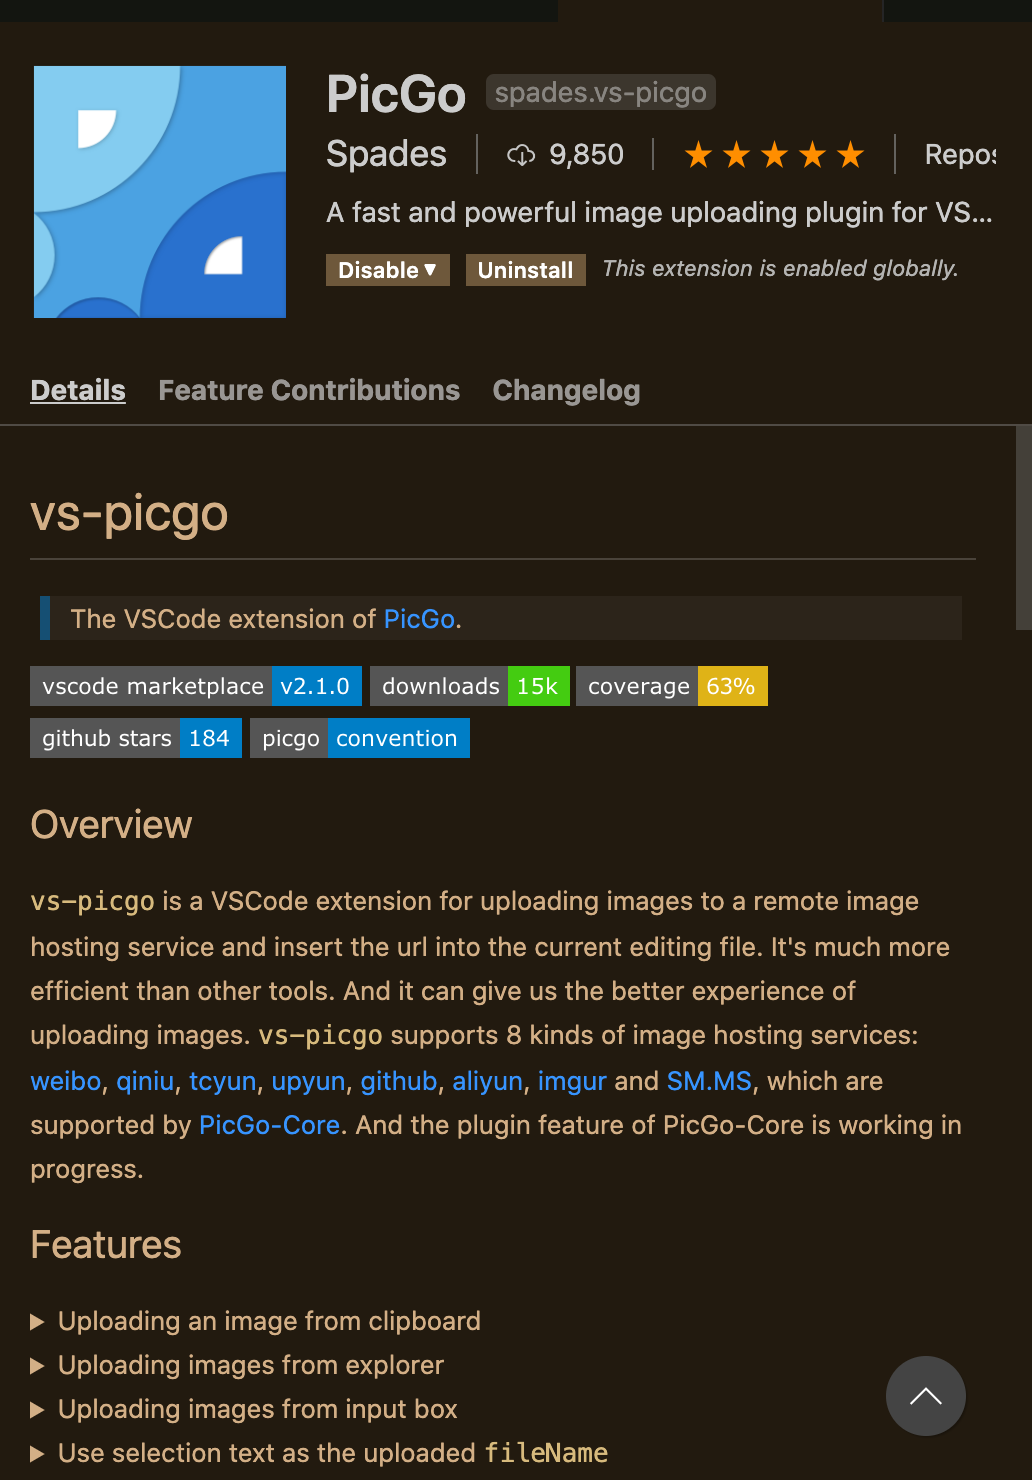 PicGo spades.vs-picgo
Spades 9,850 Repos
A fast and powerful image uploading plugin for VS...
Disable ▼ Uninstall This extension is enabled globally.
Details Feature Contributions Changelog
vs-picgo
The VSCode extension of PicGo.
vscode marketplace v2.1.0 downloads 15k coverage 63%
github stars 184 picgo convention
Overview
vs-picgo is a VSCode extension for uploading images to a remote image
hosting service and insert the url into the current editing file. It's much more
efficient than other tools. And it can give us the better experience of
uploading images. vs-picgo supports 8 kinds of image hosting services:
weibo, qiniu, tcyun, upyun, github, aliyun, imgur and SM.MS, which are
supported by PicGo-Core. And the plugin feature of PicGo-Core is working in
progress.
Features
Uploading an image from clipboard
Uploading images from explorer
Uploading images from input box
Use selection text as the uploaded fileName